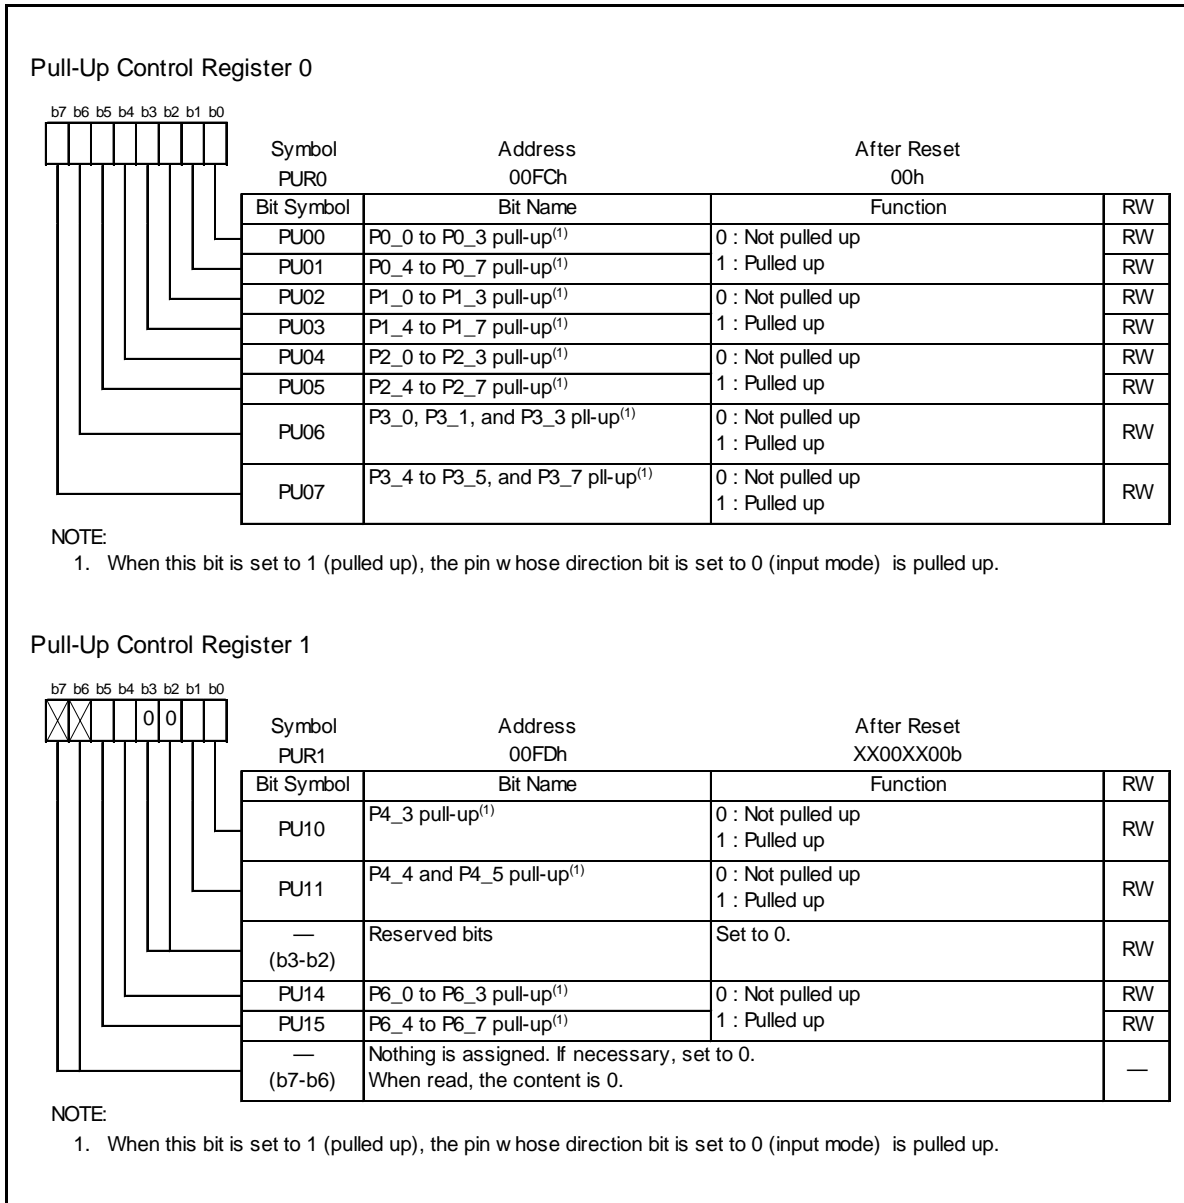 Pull-Up Control Register 0
b7 b6 b5 b4 b3 b2 b1 b0
Symbol Address After Reset
PUR0 00FCh 00h
Bit Symbol Bit Name Function RW
PU00 P0_0 to P0_3 pull-up(1) 0 : Not pulled up RW
PU01 P0_4 to P0_7 pull-up(1) 1 : Pulled up RW
PU02 P1_0 to P1_3 pull-up(1) 0 : Not pulled up RW
PU03 P1_4 to P1_7 pull-up(1) 1 : Pulled up RW
PU04 P2_0 to P2_3 pull-up(1) 0 : Not pulled up RW
PU05 P2_4 to P2_7 pull-up(1) 1 : Pulled up RW
PU06 P3_0, P3_1, and P3_3 pll-up(1) 0 : Not pulled up RW
1 : Pulled up
PU07 P3_4 to P3_5, and P3_7 pll-up(1) 0 : Not pulled up RW
1 : Pulled up
NOTE:
1. When this bit is set to 1 (pulled up), the pin whose direction bit is set to 0 (input mode) is pulled up.
Pull-Up Control Register 1
b7 b6 b5 b4 b3 b2 b1 b0
0 0
Symbol Address After Reset
PUR1 00FDh XX00XX00b
Bit Symbol Bit Name Function RW
PU10 P4_3 pull-up(1) 0 : Not pulled up RW
1 : Pulled up
PU11 P4_4 and P4_5 pull-up(1) 0 : Not pulled up RW
1 : Pulled up
— Reserved bits Set to 0. RW
(b3-b2)
PU14 P6_0 to P6_3 pull-up(1) 0 : Not pulled up RW
PU15 P6_4 to P6_7 pull-up(1) 1 : Pulled up RW
— Nothing is assigned. If necessary, set to 0. —
(b7-b6) When read, the content is 0.
NOTE:
1. When this bit is set to 1 (pulled up), the pin whose direction bit is set to 0 (input mode) is pulled up.